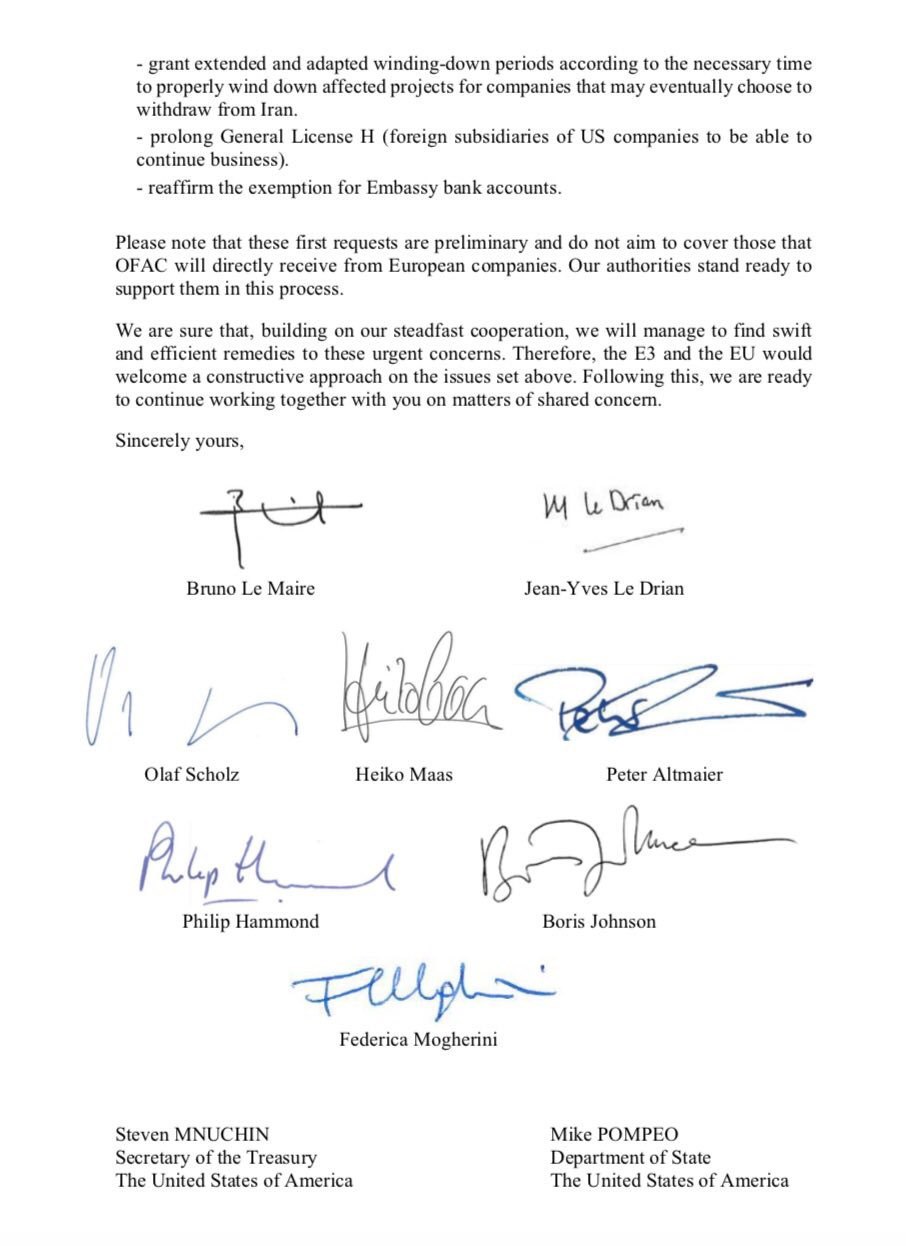 - grant extended and adapted winding-down periods according to the necessary time
to properly wind down affected projects for companies that may eventually choose to
withdraw from Iran.
- prolong General License H (foreign subsidiaries of US companies to be able to
continue business).
- reaffirm the exemption for Embassy bank accounts.
Please note that these first requests are preliminary and do not aim to cover those that
OFAC will directly receive from European companies. Our authorities stand ready to
support them in this process.
We are sure that, building on our steadfast cooperation, we will manage to find swift
and efficient remedies to these urgent concerns. Therefore, the E3 and the EU would
welcome a constructive approach on the issues set above. Following this, we are ready
to continue working together with you on matters of shared concern.
Sincerely yours,
Le Drian
Bruno Le Maire Jean-Yves Le Drian
Olaf Scholz Heiko Maas Peter Altmaier
Philip
Philip Hammond Boris Johnson
Federica Mogherini
Steven MNUCHIN Mike POMPEO
Secretary of the Treasury Department of State
The United States of America The United States of America